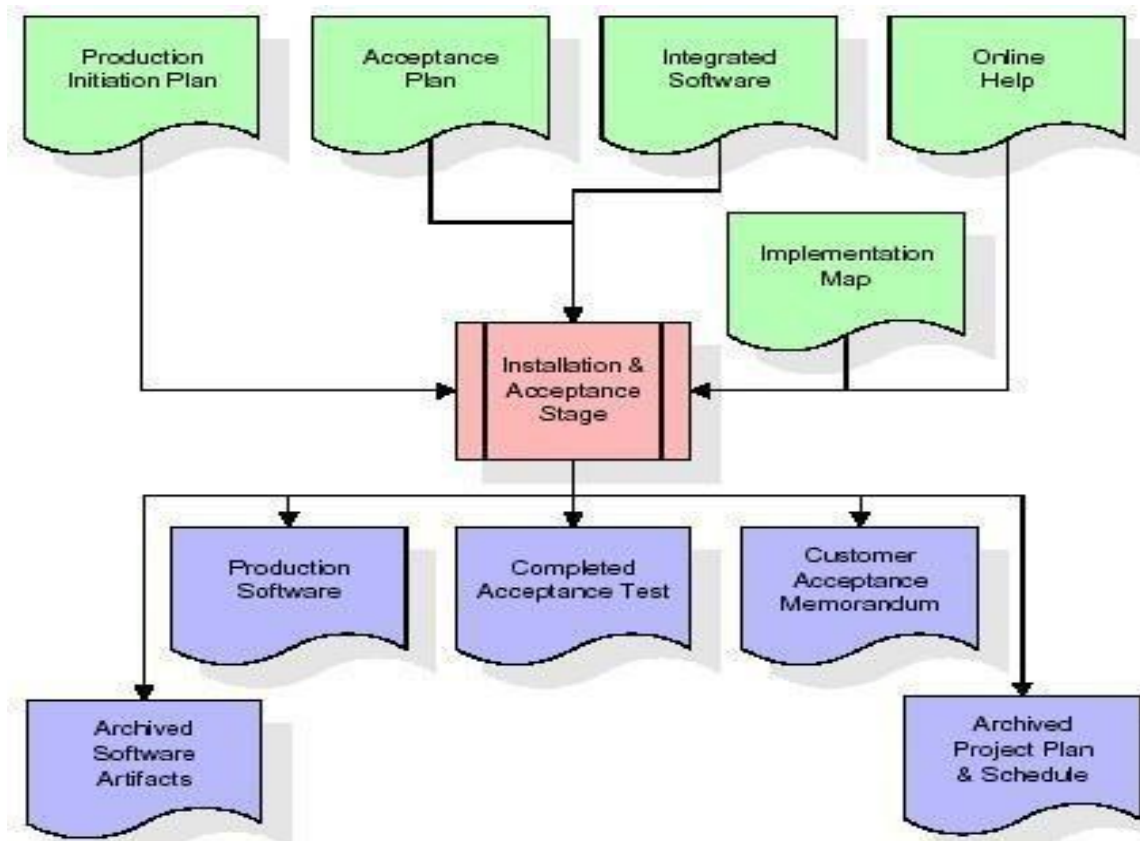 Production
Initiation Plan
Acceptance
Plan
Integrated
Software
Online
Help
Implementation
Map
Installation &
Acceptance
Stage
Production
Software
Completed
Acceptance Test
Customer
Acceptance
Memorandum
Archived
Software
Artifacts
Archived
Project Plan
& Schedule